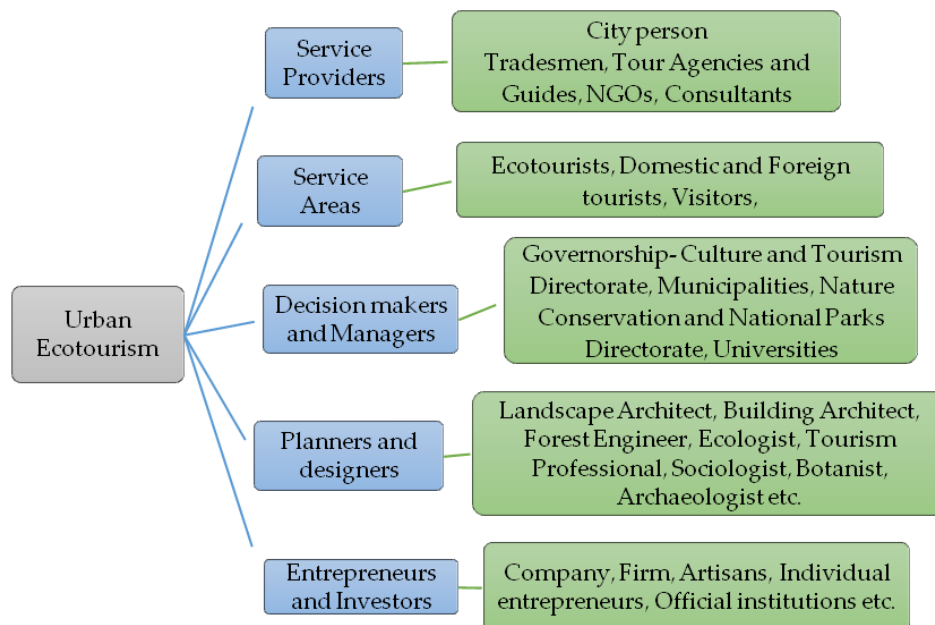 Urban
Ecotourism
Service
Providers
City person
Tradesmen, Tour Agencies and
Guides, NGOs, Consultants
Service
Areas
Ecotourists, Domestic and Foreign
tourists, Visitors,
Decision makers
and Managers
Governorship- Culture and Tourism
Directorate, Municipalities, Nature
Conservation and National Parks
Directorate, Universities
Planners and
designers
Landscape Architect, Building Architect,
Forest Engineer, Ecologist, Tourism
Professional, Sociologist, Botanist,
Archaeologist etc.
Entrepreneurs
and Investors
Company, Firm, Artisans, Individual
entrepreneurs, Official institutions etc.